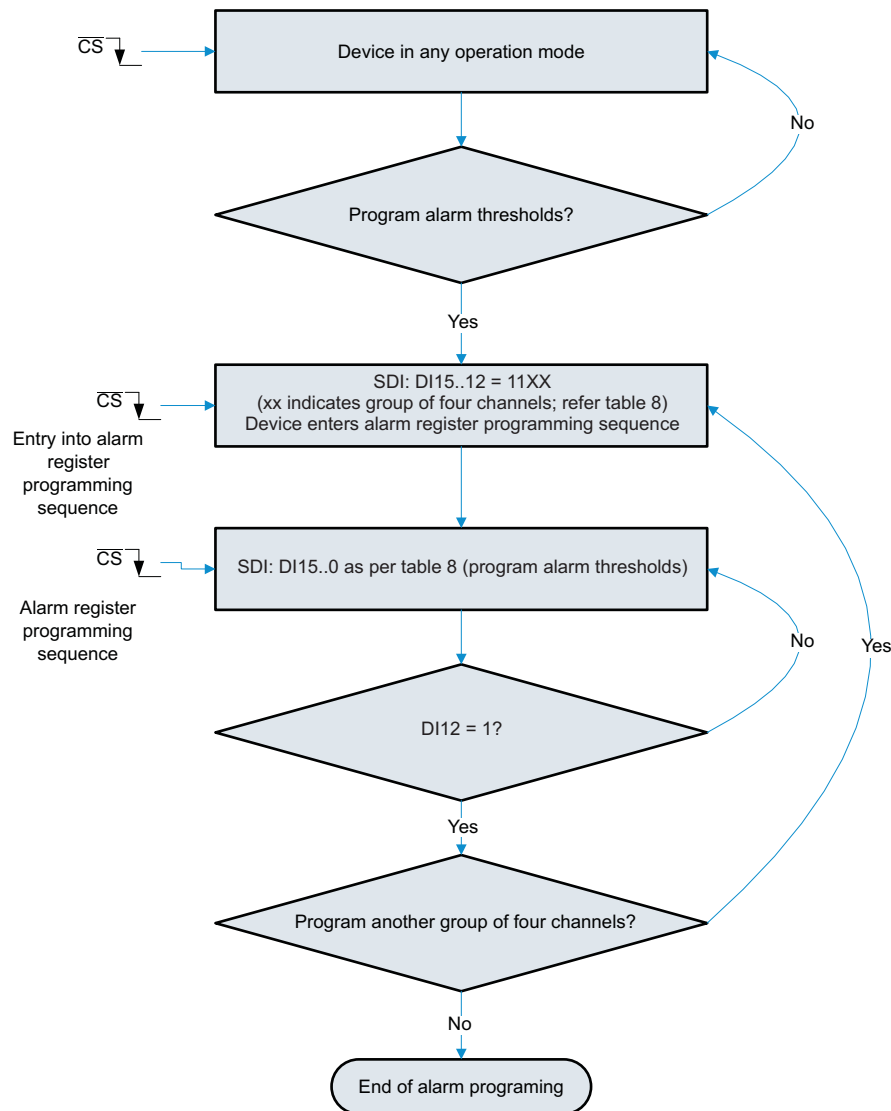 CS
Device in any operation mode
No
Program alarm thresholds?
Yes
SDI: DI15..12 = 11XX
(xx indicates group of four channels; refer table 8)
Device enters alarm register programming sequence
CS
Entry into alarm
register
programming
sequence
CS
SDI: DI15..0 as per table 8 (program alarm thresholds)
Alarm register
programming
sequence
No
Yes
DI12 = 1?
Yes
Program another group of four channels?
No
End of alarm programing